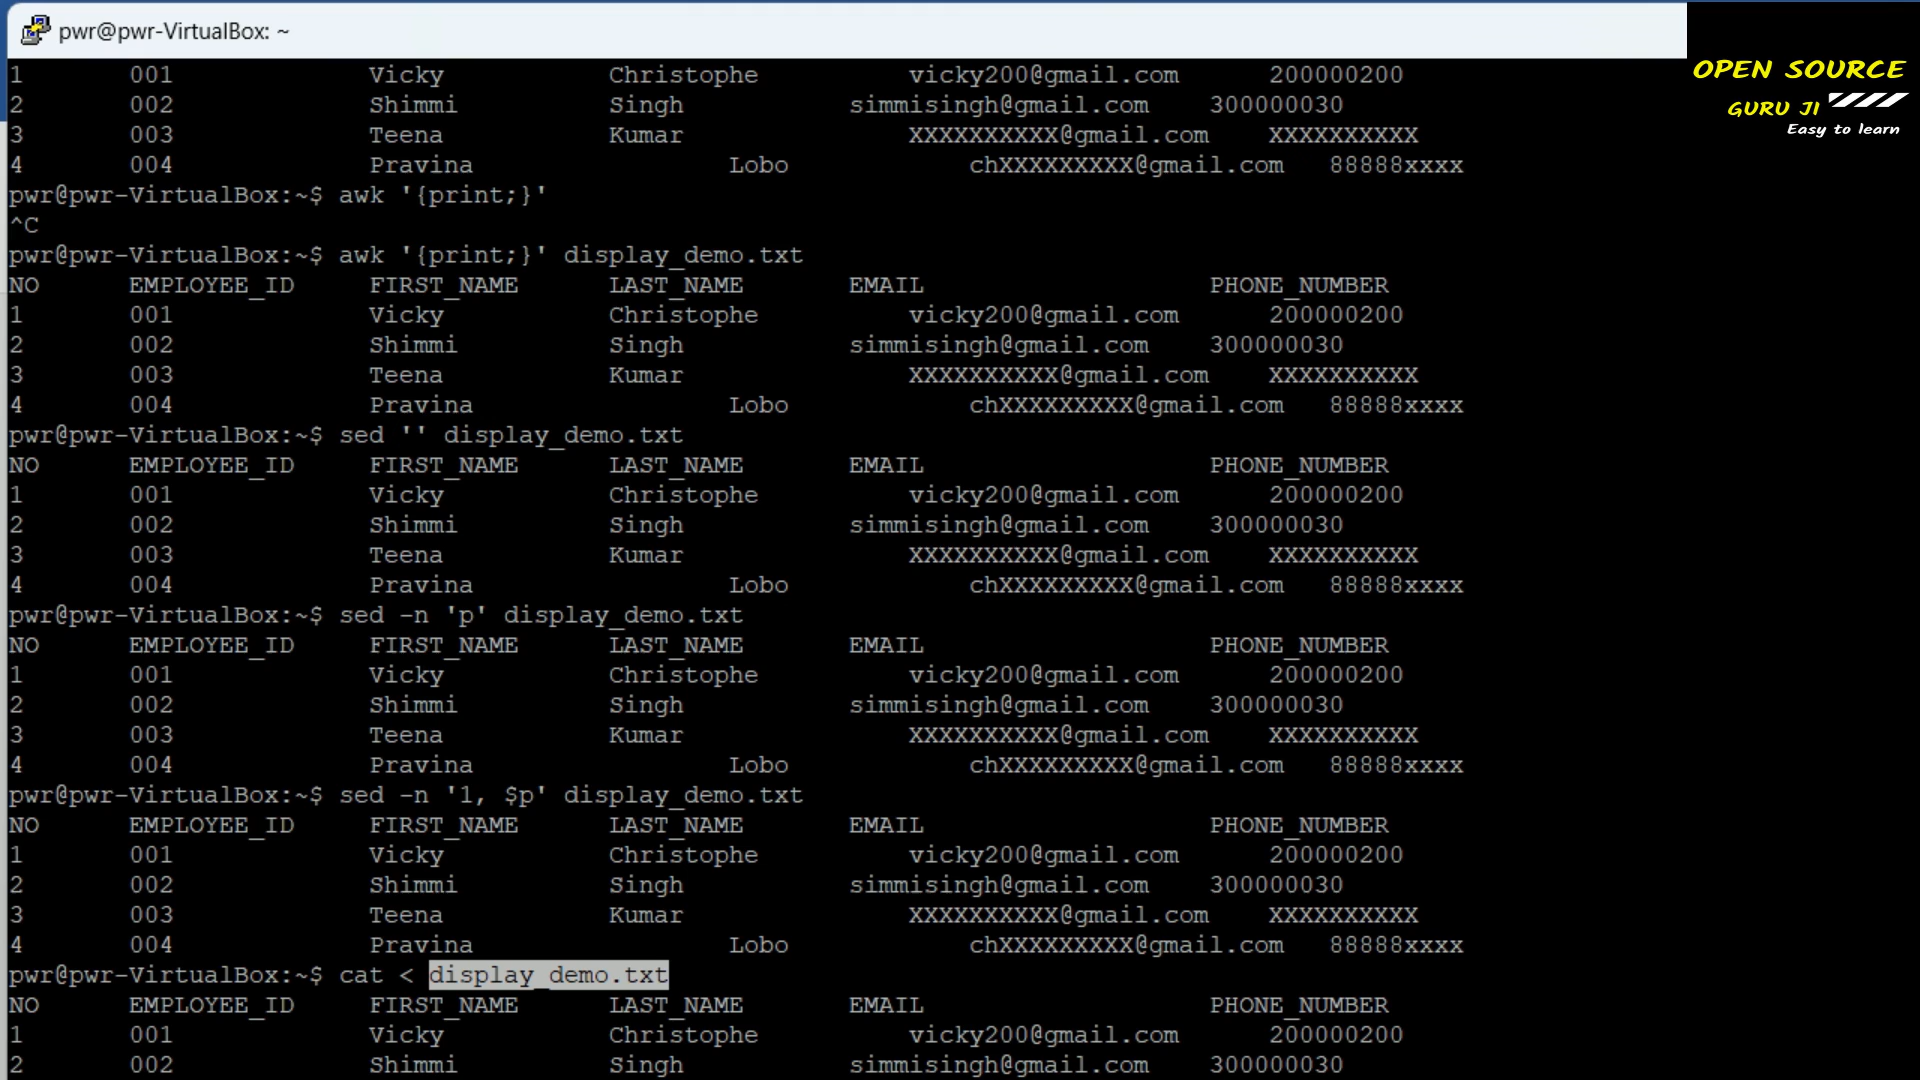 pwr@pwr-VirtualBox: ~
OPEN SOURCE
GURU JI
Easy to learn
1 001 Vicky Christophe vicky200@gmail.com 200000200
2 002 Shimmi Singh simmisingh@gmail.com 300000030
3 003 Teena Kumar XXXXXXXXXX@gmail.com XXXXXXXXXX
4 004 Pravina Lobo chXXXXXXXXX@gmail.com 88888xxxx
pwr@pwr-VirtualBox:~$ awk '{print;}'
^C
pwr@pwr-VirtualBox:~$ awk '{print;}' display_demo.txt
NO EMPLOYEE_ID FIRST_NAME LAST_NAME EMAIL PHONE_NUMBER
1 001 Vicky Christophe vicky200@gmail.com 200000200
2 002 Shimmi Singh simmisingh@gmail.com 300000030
3 003 Teena Kumar XXXXXXXXXX@gmail.com XXXXXXXXXX
4 004 Pravina Lobo chXXXXXXXXX@gmail.com 88888xxxx
pwr@pwr-VirtualBox:~$ sed '' display_demo.txt
NO EMPLOYEE_ID FIRST_NAME LAST_NAME EMAIL PHONE_NUMBER
1 001 Vicky Christophe vicky200@gmail.com 200000200
2 002 Shimmi Singh simmisingh@gmail.com 300000030
3 003 Teena Kumar XXXXXXXXXX@gmail.com XXXXXXXXXX
4 004 Pravina Lobo chXXXXXXXXX@gmail.com 88888xxxx
pwr@pwr-VirtualBox:~$ sed -n 'p' display_demo.txt
NO EMPLOYEE_ID FIRST_NAME LAST_NAME EMAIL PHONE_NUMBER
1 001 Vicky Christophe vicky200@gmail.com 200000200
2 002 Shimmi Singh simmisingh@gmail.com 300000030
3 003 Teena Kumar XXXXXXXXXX@gmail.com XXXXXXXXXX
4 004 Pravina Lobo chXXXXXXXXX@gmail.com 88888xxxx
pwr@pwr-VirtualBox:~$ sed -n '1, $p' display_demo.txt
NO EMPLOYEE_ID FIRST_NAME LAST_NAME EMAIL PHONE_NUMBER
1 001 Vicky Christophe vicky200@gmail.com 200000200
2 002 Shimmi Singh simmisingh@gmail.com 300000030
3 003 Teena Kumar XXXXXXXXXX@gmail.com XXXXXXXXXX
4 004 Pravina Lobo chXXXXXXXXX@gmail.com 88888xxxx
pwr@pwr-VirtualBox:~$ cat < display_demo.txt
NO EMPLOYEE_ID FIRST_NAME LAST_NAME EMAIL PHONE_NUMBER
1 001 Vicky Christophe vicky200@gmail.com 200000200
2 002 Shimmi Singh simmisingh@gmail.com 300000030